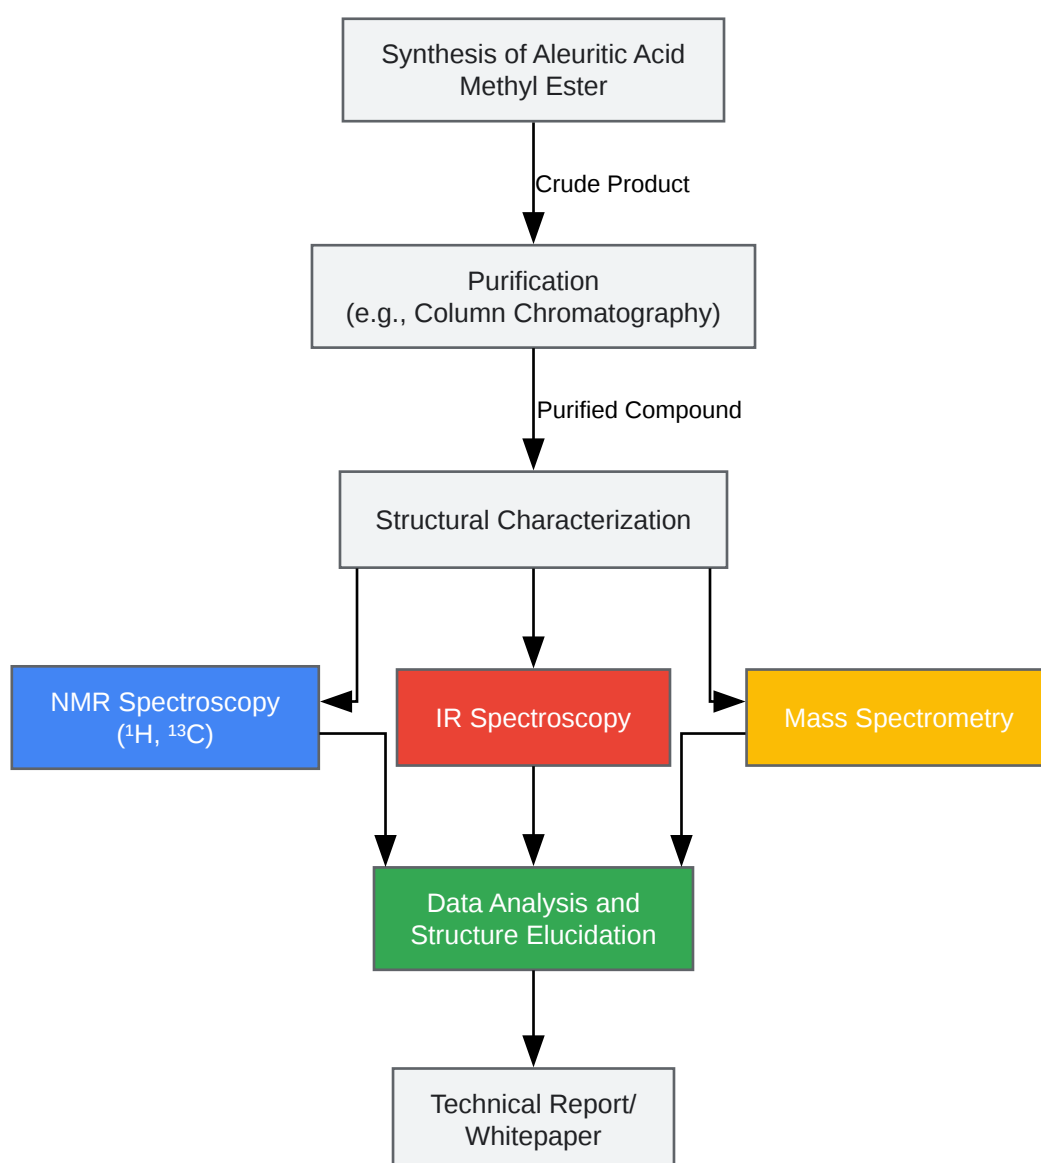 Synthesis of Aleuritic Acid
Methyl Ester
Crude Product
Purification
(e.g., Column Chromatography)
Purified Compound
Structural Characterization
NMR Spectroscopy
(¹H, ¹³C)
IR Spectroscopy
Mass Spectrometry
Data Analysis and
Structure Elucidation
Technical Report/
Whitepaper